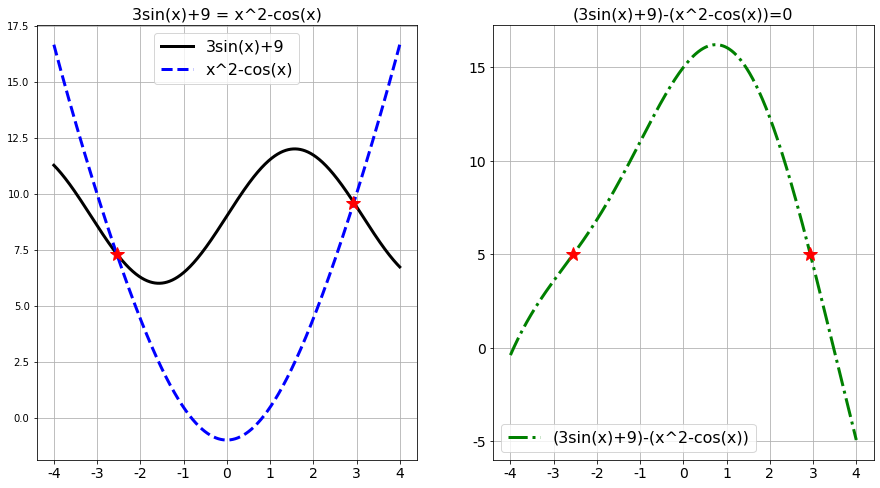 3sin(x)+9 = x^2-cos(x)
17.5
15.0
12.5
10.0
7.5
5.0
2.5
0.0
3sin(x)+9
x^2-cos(x)
-4 -3 -2 -1 0 1 2 3 4
(3sin(x)+9)-(x^2-cos(x))=0
15
10
5
0
-5
(3sin(x)+9)-(x^2-cos(x))
-4 -3 -2 -1 0 1 2 3 4